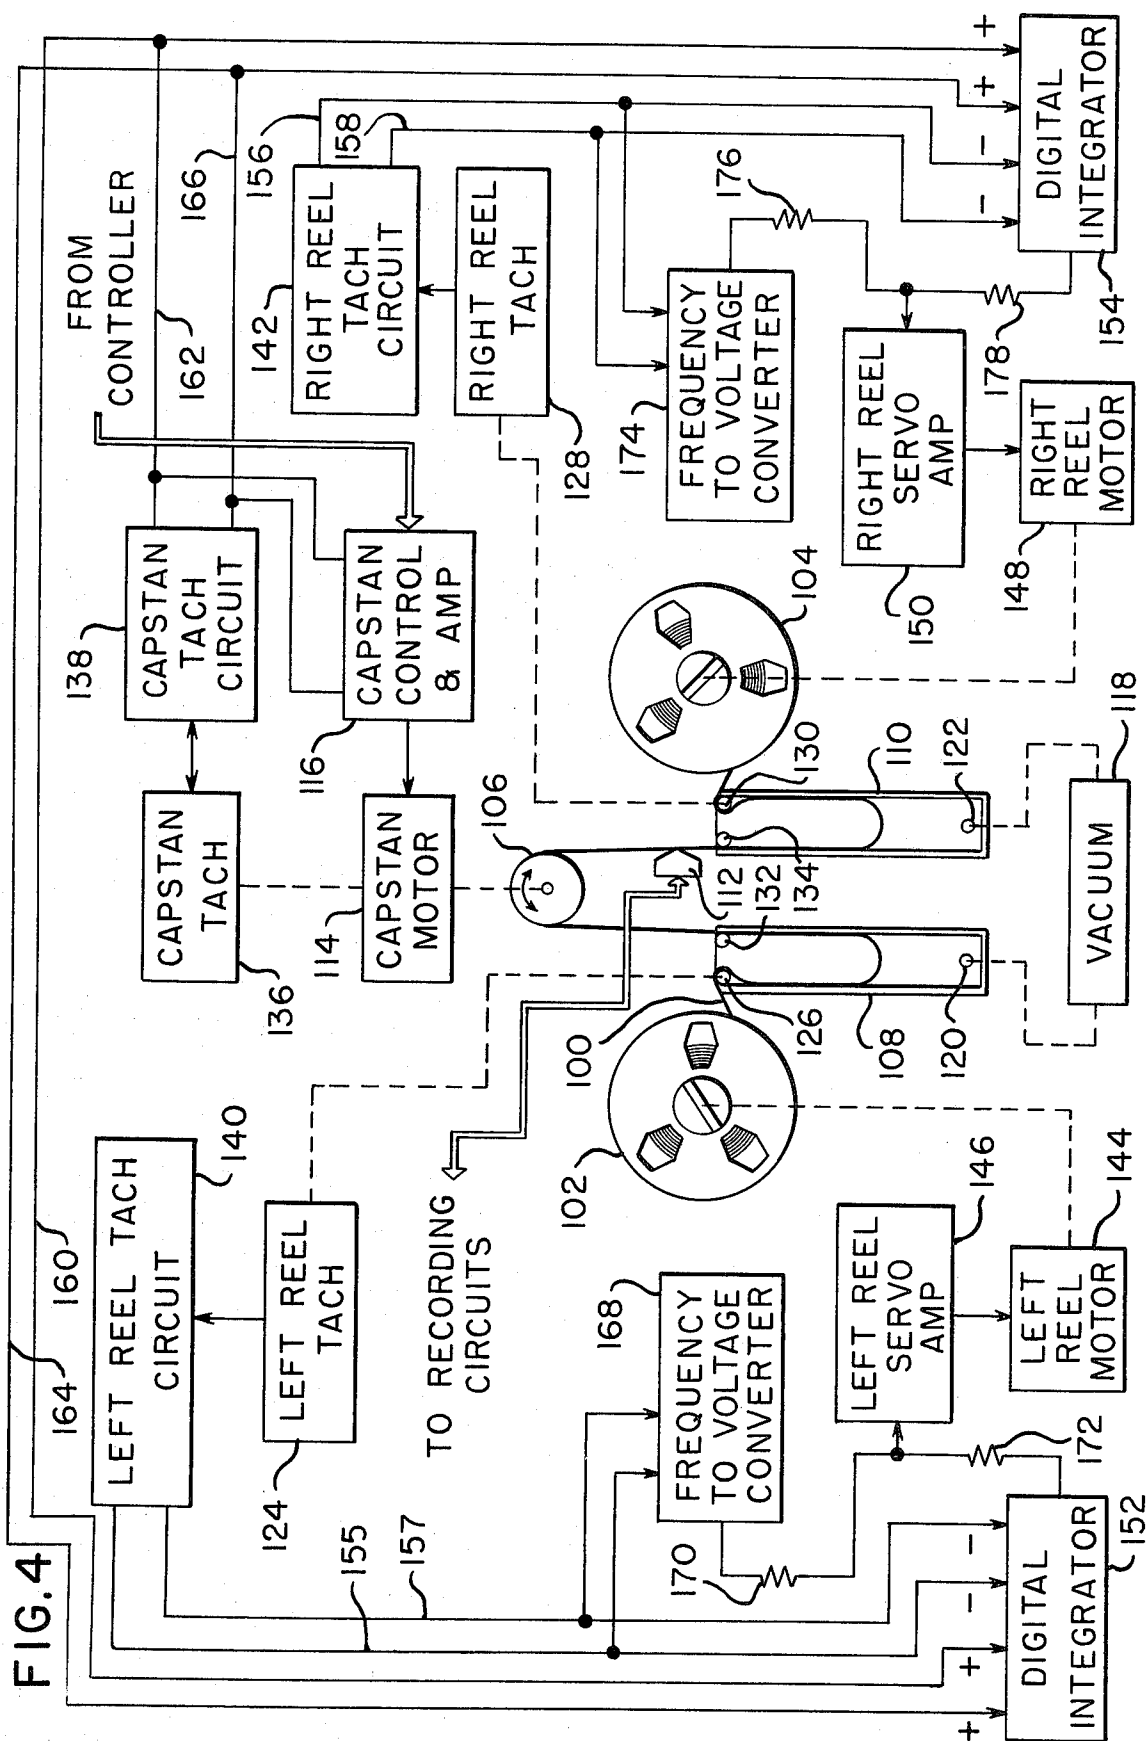 FIG.4
164
160
LEFT REEL TACH
CIRCUIT
140
LEFT REEL
TACH
124
155
157
TO RECORDING
CIRCUITS
168
FREQUENCY
TO VOLTAGE
CONVERTER
170
LEFT REEL
SERVO
AMP
146
172
LEFT
REEL
MOTOR
144
+
+
-
-
DIGITAL
INTEGRATOR
152
138
CAPSTAN
TACH
CIRCUIT
CAPSTAN
TACH
136
116
CAPSTAN
CONTROL
& AMP
114
CAPSTAN
MOTOR
106
100
102
104
112
126
132
134
130
108
110
120
122
VACUUM
118
FROM
CONTROLLER
162
166
156
158
142
RIGHT REEL
TACH
CIRCUIT
RIGHT REEL
TACH
128
174
FREQUENCY
TO VOLTAGE
CONVERTER
176
RIGHT REEL
SERVO
AMP
150
178
148
RIGHT
REEL
MOTOR
-
-
+
+
DIGITAL
INTEGRATOR
154